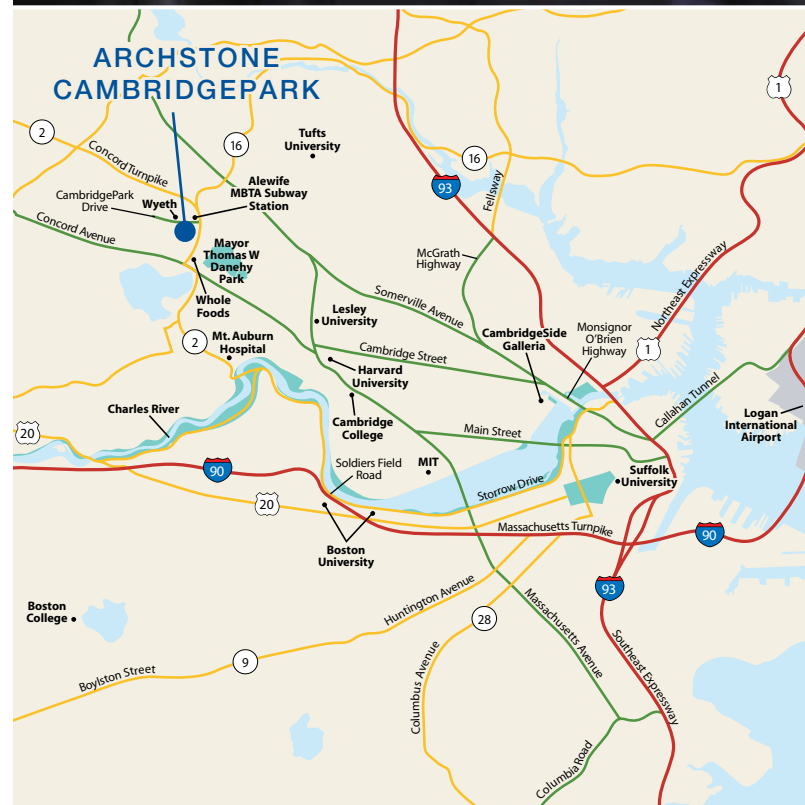 ARCHSTONE
CAMBRIDGEPARK
1
2
16
Tufts
University
16
Concord Turnpike
93
Fellsway
CambridgePark
Drive
Wyeth
Alewife
MBTA Subway
Station
Concord Avenue
Mayor
Thomas W
Danehy
Park
McGrath
Highway
Northeast Expressway
Whole
Foods
Somerville Avenue
Lesley
University
CambridgeSide
Galleria
Monsignor
O'Brien
Highway
2
Mt. Auburn
Hospital
Cambridge Street
1
Harvard
University
Callahan Tunnel
Charles River
Cambridge
College
Logan
International
Airport
20
Main Street
90
Soldiers Field
Road
MIT
Suffolk
University
Storrow Drive
20
Massachusetts Turnpike
90
Boston
University
93
Boston
College
Huntington Avenue
28
Massachusetts Avenue
9
Boylston Street
Columbus Avenue
Southeast Expressway
Columbia Road